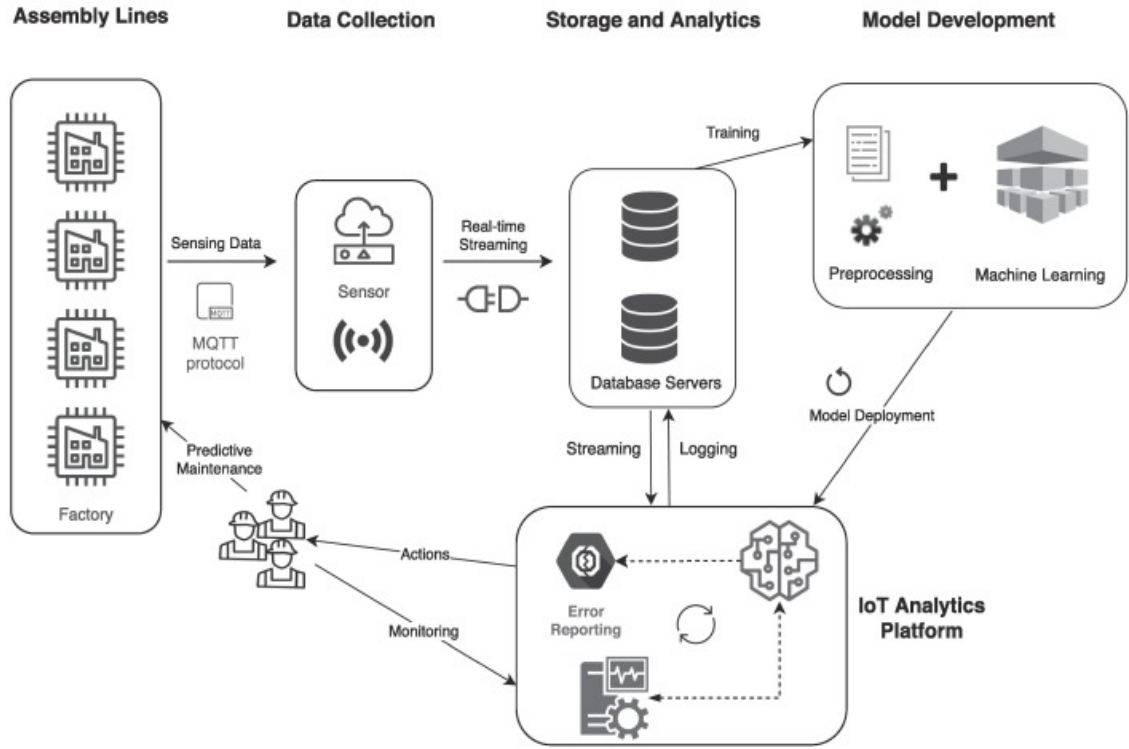 Assembly Lines
Data Collection
Storage and Analytics
Model Development
Training
Sensing Data
MQTT
MQTT
protocol
Sensor
Real-time
Streaming
Database Servers
Preprocessing
Machine Learning
Factory
Predictive
Maintenance
Streaming
Logging
Model Deployment
Actions
Monitoring
Error
Reporting
IoT Analytics
Platform